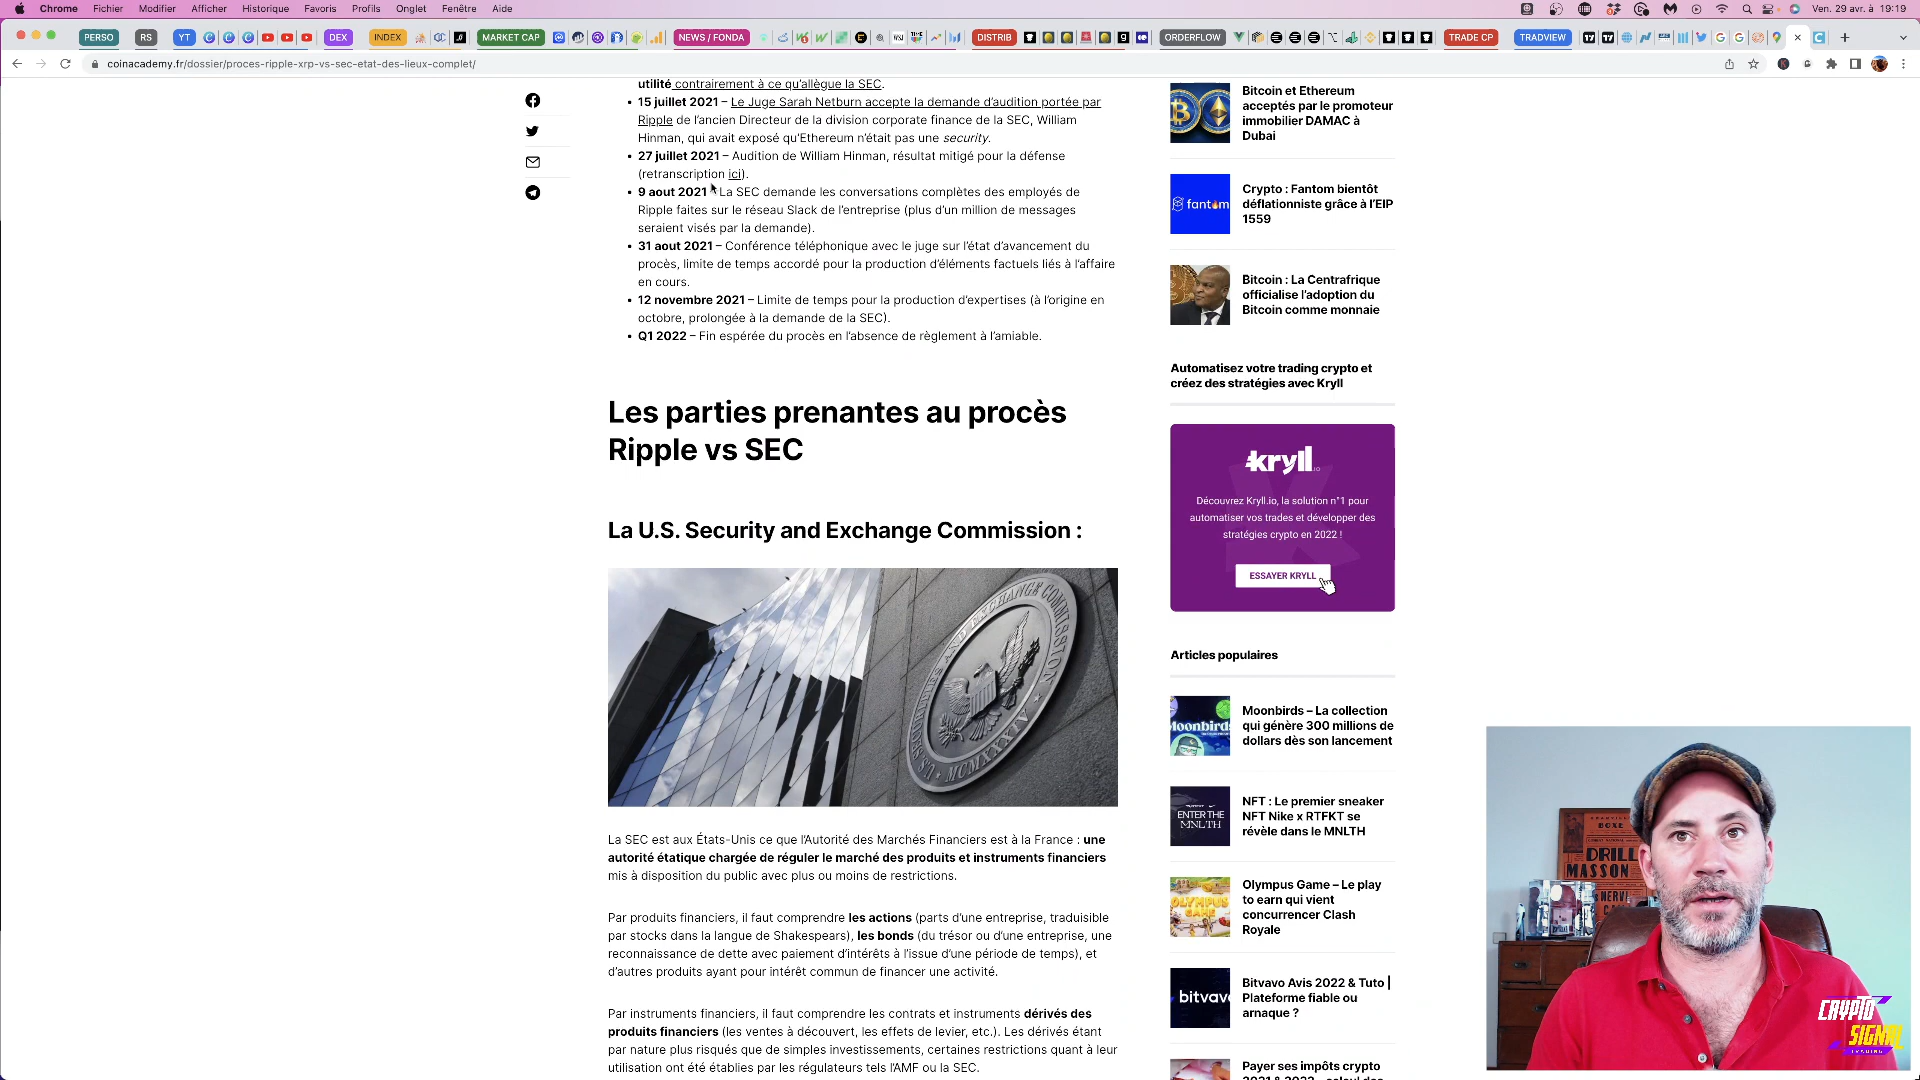 Chrome Fichier Modifier Afficher Historique Favoris Profils Onglet Fenêtre Aide
Ven. 29 avr. à 19:19
PERSO RS YT DEX INDEX MARKET CAP NEWS / FONDA DISTRIB ORDERFLOW TRADE CP TRADVIEW
coinacademy.fr/dossier/proces-ripple-xrp-vs-sec-etat-des-lieux-complet/
utilité contrairement à ce qu'allègue la SEC.
• 15 juillet 2021 – Le Juge Sarah Netburn accepte la demande d'audition portée par
Ripple de l'ancien Directeur de la division corporate finance de la SEC, William
Hinman, qui avait exposé qu'Ethereum n'était pas une security.
• 27 juillet 2021 – Audition de William Hinman, résultat mitigé pour la défense
(retranscription ici).
• 9 aout 2021 – La SEC demande les conversations complètes des employés de
Ripple faites sur le réseau Slack de l'entreprise (plus d'un million de messages
seraient visés par la demande).
• 31 aout 2021 – Conférence téléphonique avec le juge sur l'état d'avancement du
procès, limite de temps accordé pour la production d'éléments factuels liés à l'affaire
en cours.
• 12 novembre 2021 – Limite de temps pour la production d'expertises (à l'origine en
octobre, prolongée à la demande de la SEC).
• Q1 2022 – Fin espérée du procès en l'absence de règlement à l'amiable.
Les parties prenantes au procès
Ripple vs SEC
La U.S. Security and Exchange Commission :
U.S. SECURITIES AND EXCHANGE COMMISSION
MCMXXXIV
La SEC est aux États-Unis ce que l'Autorité des Marchés Financiers est à la France : une
autorité étatique chargée de réguler le marché des produits et instruments financiers
mis à disposition du public avec plus ou moins de restrictions.
Par produits financiers, il faut comprendre les actions (parts d'une entreprise, traduisible
par stocks dans la langue de Shakespears), les bonds (du trésor ou d'une entreprise, une
reconnaissance de dette avec paiement d'intérêts à l'issue d'une période de temps), et
d'autres produits ayant pour intérêt commun de financer une activité.
Par instruments financiers, il faut comprendre les contrats et instruments dérivés des
produits financiers (les ventes à découvert, les effets de levier, etc.). Les dérivés étant
par nature plus risqués que de simples investissements, certaines restrictions quant à leur
utilisation ont été établies par les régulateurs tels l'AMF ou la SEC.
Bitcoin et Ethereum
acceptés par le promoteur
immobilier DAMAC à
Dubai
fantom
Crypto : Fantom bientôt
déflationniste grâce à l'EIP
1559
Bitcoin : La Centrafrique
officialise l'adoption du
Bitcoin comme monnaie
Automatisez votre trading crypto et
créez des stratégies avec Kryll
kryll.IO
Découvrez Kryll.io, la solution n°1 pour
automatiser vos trades et développer des
stratégies crypto en 2022 !
ESSAYER KRYLL
Articles populaires
Moonbirds
Moonbirds – La collection
qui génère 300 millions de
dollars dès son lancement
ENTER THE
MNLTH
NFT : Le premier sneaker
NFT Nike x RTFKT se
révèle dans le MNLTH
OLYMPUS
GAME
Olympus Game – Le play
to earn qui vient
concurrencer Clash
Royale
bitvavo
Bitvavo Avis 2022 & Tuto |
Plateforme fiable ou
arnaque ?
Payer ses impôts crypto
BOXE
DRILL
MASSON
CRYPTO
SIGNAL
TRADING